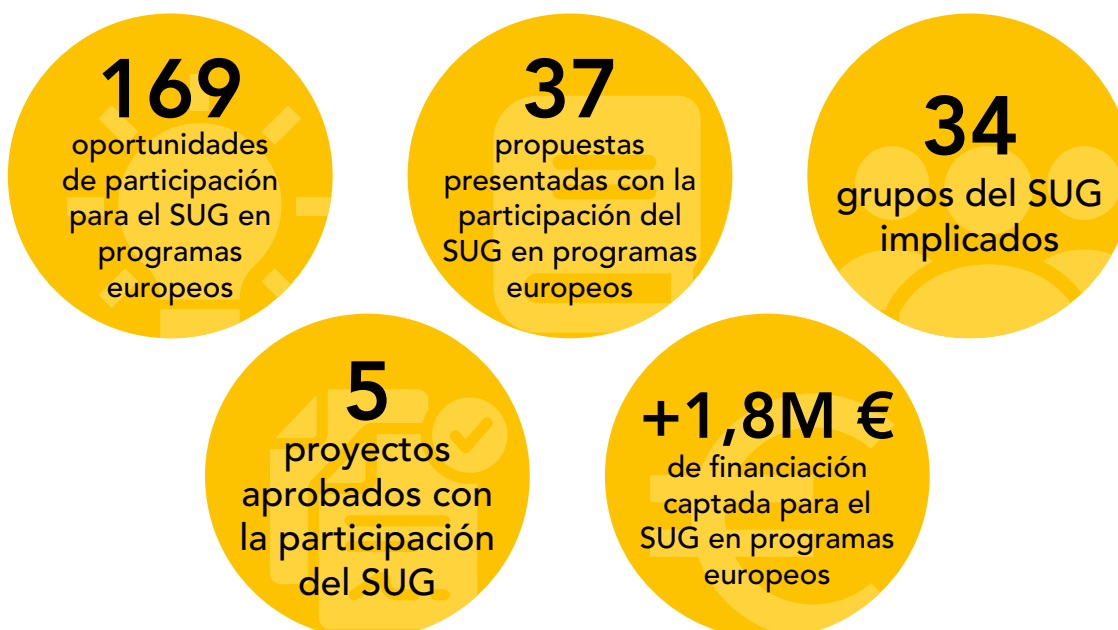 169
oportunidades
de participación
para el SUG en
programas
europeos
37
propuestas
presentadas con la
participación del
SUG en programas
europeos
34
grupos del SUG
implicados
5
proyectos
aprobados con
la participación
del SUG
+1,8M €
de financiación
captada para el
SUG en programas
europeos